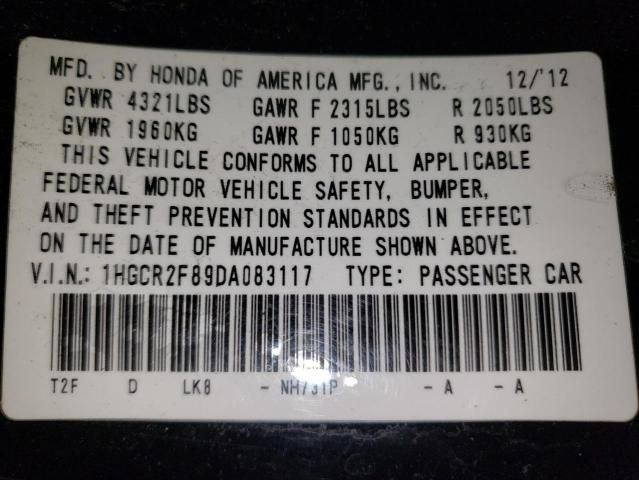 MFD. BY HONDA OF AMERICA MFG., INC. 12/'12
GVWR 4321LBS GAWR F 2315LBS R 2050LBS
GVWR 1960KG GAWR F 1050KG R 930KG
THIS VEHICLE CONFORMS TO ALL APPLICABLE
FEDERAL MOTOR VEHICLE SAFETY, BUMPER,
AND THEFT PREVENTION STANDARDS IN EFFECT
ON THE DATE OF MANUFACTURE SHOWN ABOVE.
V.I.N.: 1HGCR2F89DA083117 TYPE: PASSENGER CAR
T2F D LK8 - NH731P - A - A